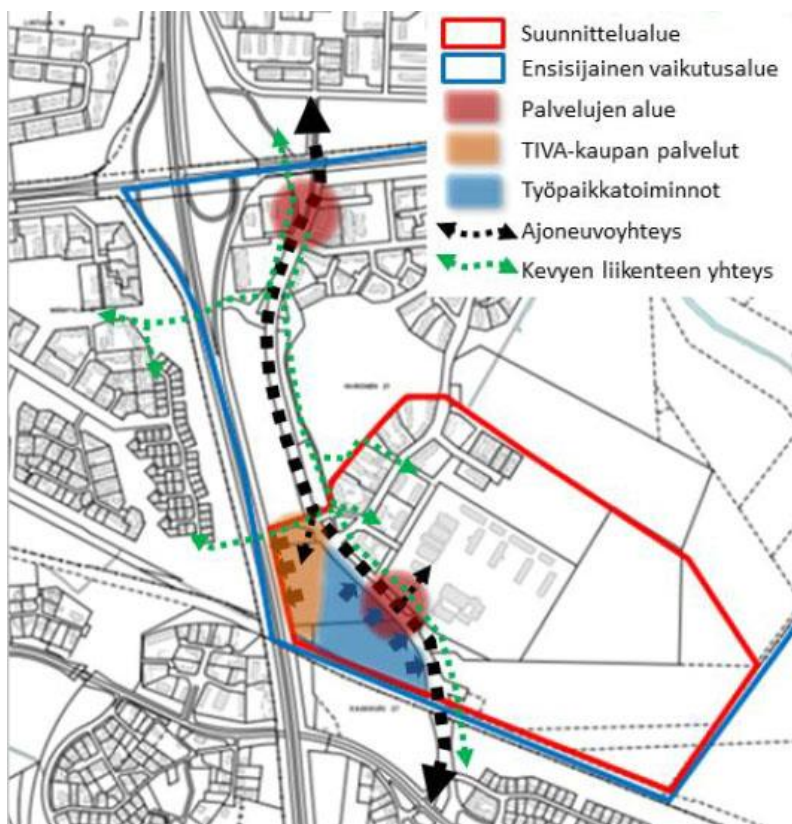 Suunnittelualue
Ensisijainen vaikutusalue
Palvelujen alue
TIVA-kaupan palvelut
Työpaikkatoiminnot
Ajoneuvoyhteys
Kevyen liikenteen yhteys